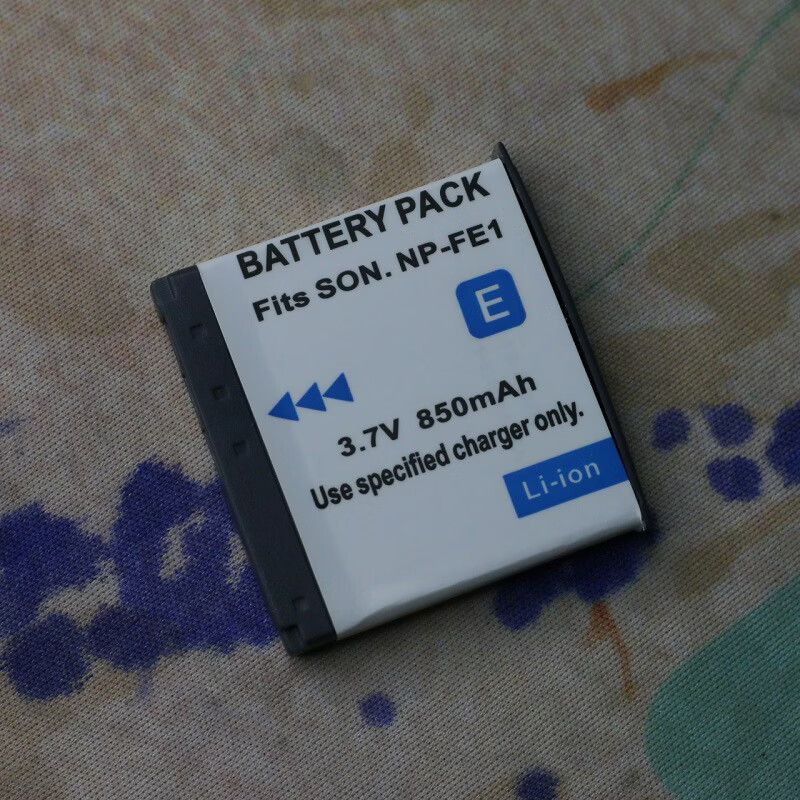 BATTERY PACK
Fits SON. NP-FE1
E
3.7V 850mAh
Use specified charger only.
Li-ion